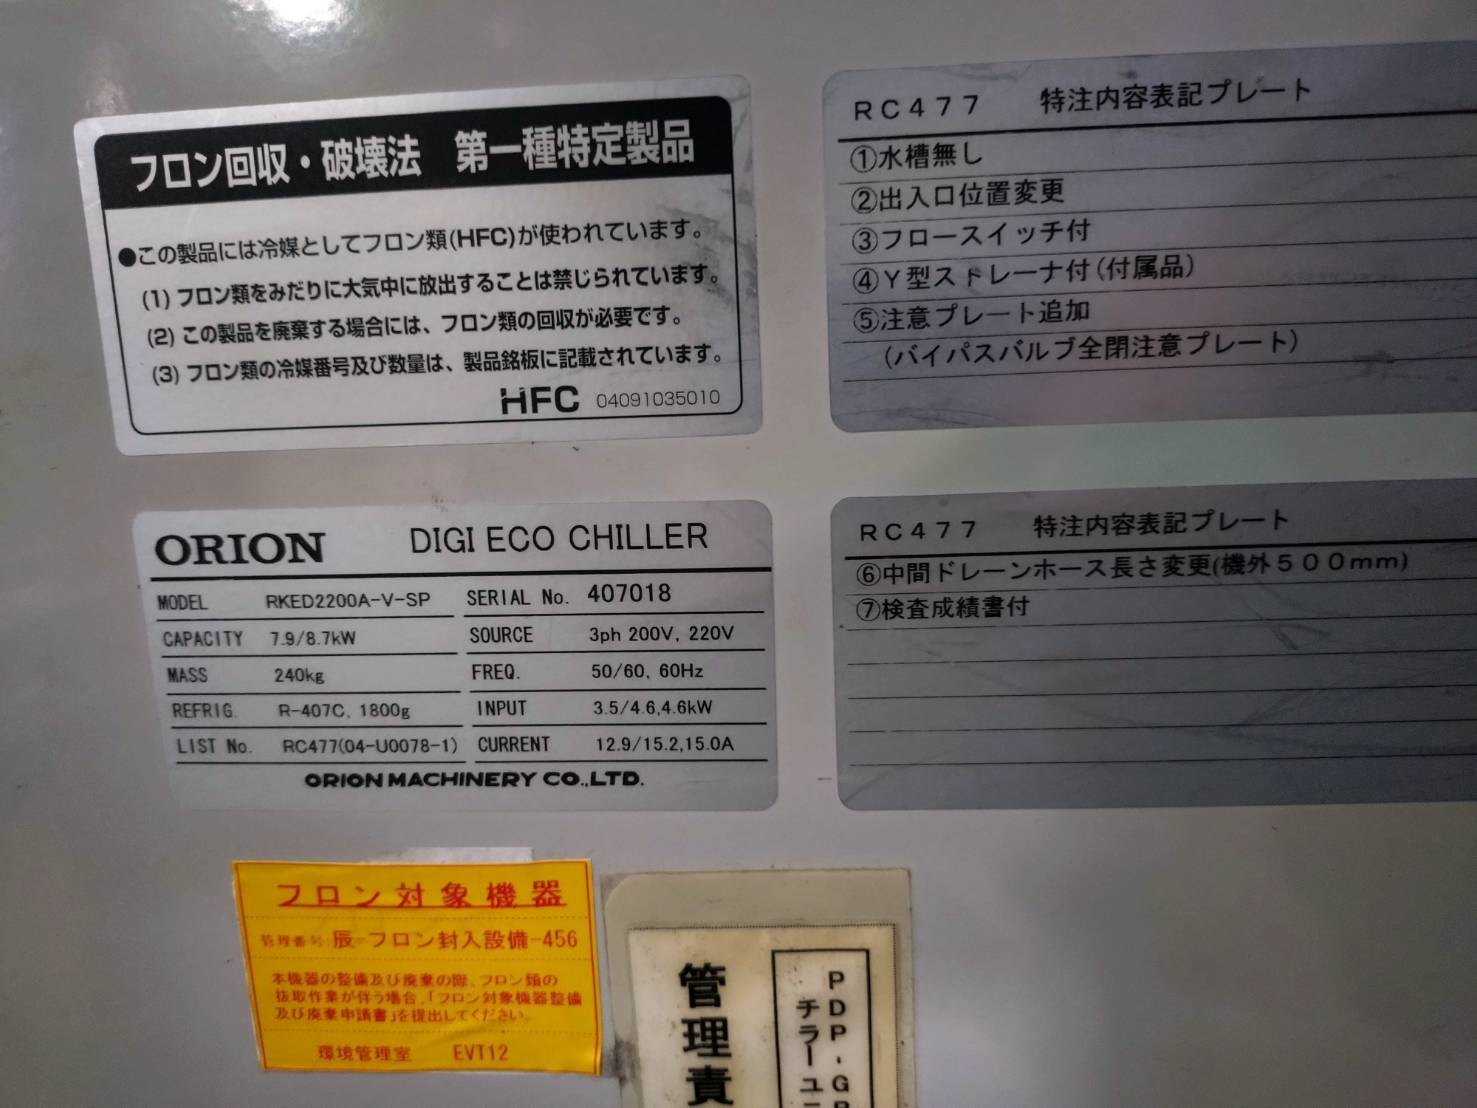 フロン回収・破壊法　第一種特定製品
●この製品には冷媒としてフロン類(HFC)が使われています。
(1) フロン類をみだりに大気中に放出することは禁じられています。
(2) この製品を廃棄する場合には、フロン類の回収が必要です。
(3) フロン類の冷媒番号及び数量は、製品銘板に記載されています。
HFC 04091035010
RC477 特注内容表記プレート
①水槽無し
②出入口位置変更
③フロースイッチ付
④Y型ストレーナ付(付属品)
⑤注意プレート追加
(バイパスバルブ全閉注意プレート)
ORION DIGI ECO CHILLER
MODEL RKED2200A-V-SP SERIAL No. 407018
CAPACITY 7.9/8.7kW SOURCE 3ph 200V, 220V
MASS 240kg FREQ. 50/60, 60Hz
REFRIG. R-407C, 1800g INPUT 3.5/4.6,4.6kW
LIST No. RC477(04-U0078-1) CURRENT 12.9/15.2,15.0A
ORION MACHINERY CO.,LTD.
RC477 特注内容表記プレート
⑥中間ドレーンホース長さ変更(機外500mm)
⑦検査成績書付
フロン対象機器
管理番号: 辰-フロン封入設備-456
本機器の整備及び廃棄の際、フロン類の
抜取作業が伴う場合、「フロン対象機器整備
及び廃棄申請書」を提出してください。
環境管理室 EVT12
PDP-G
チラーユニ
管理責